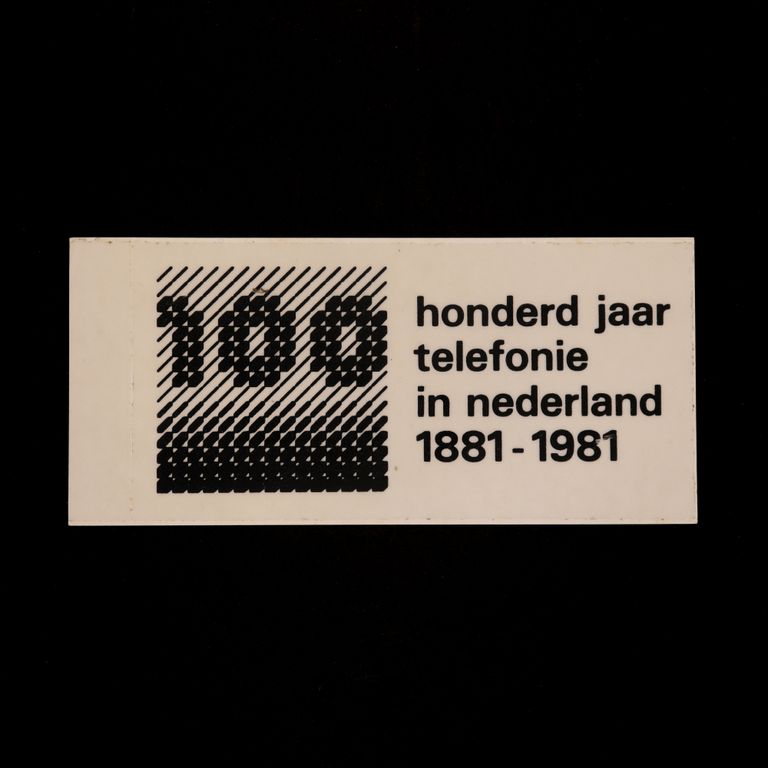 100
honderd jaar
telefonie
in nederland
1881-1981